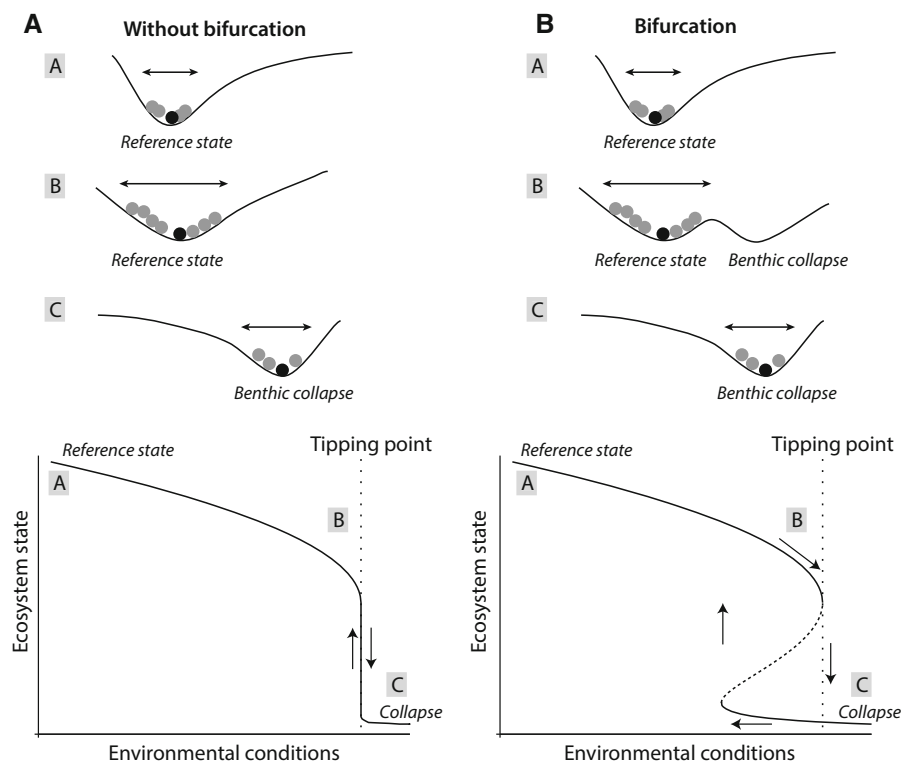 A
Without bifurcation
A
Reference state
B
Reference state
C
Benthic collapse
Reference state
Tipping point
A
B
C
Collapse
Ecosystem state
Environmental conditions
B
Bifurcation
A
Reference state
B
Reference state
Benthic collapse
C
Benthic collapse
Reference state
Tipping point
A
B
C
Collapse
Ecosystem state
Environmental conditions